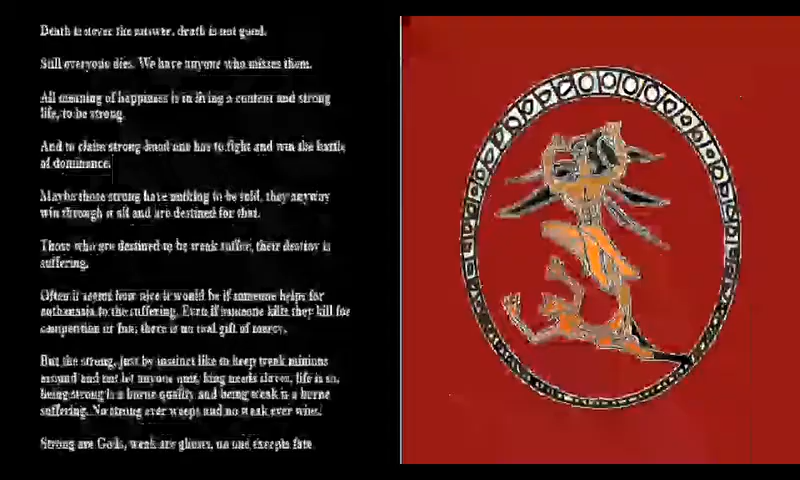 Death is never the answer, death is not good.
Still everyone dies. We have anyone who misses them.
All meaning of happiness is in living a content and strong
life, to be strong.
And to claim strong one has to fight and win the battle
of dominance.
Maybe those strong have nothing to be told, they anyway
win through it all and are destined for that.
Those who are destined to be weak suffer, their destiny is
suffering.
Often it seems how nice it would be if someone helps for
euthanasia to the suffering. Even if someone kills they kill for
competition or fun, there is no real gift of mercy.
But the strong, just by instinct like to keep weak minions
around and not let anyone quit, king needs slaves, life is so,
being strong is a borne quality and being weak is a borne
suffering. No strong ever weeps and no weak ever wins!
Strong are Gods, weak are ghosts, no one excepts fate